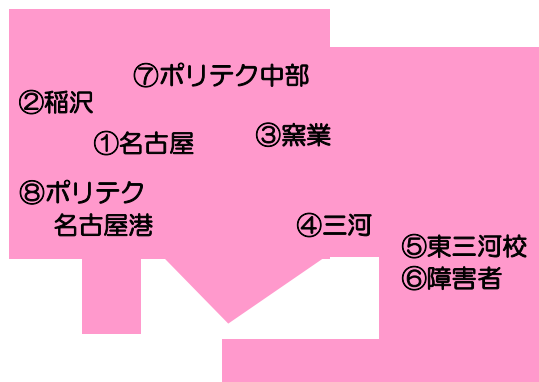 ⑦ポリテク中部
②稲沢
①名古屋
③窯業
⑧ポリテク
名古屋港
④三河
⑤東三河校
⑥障害者